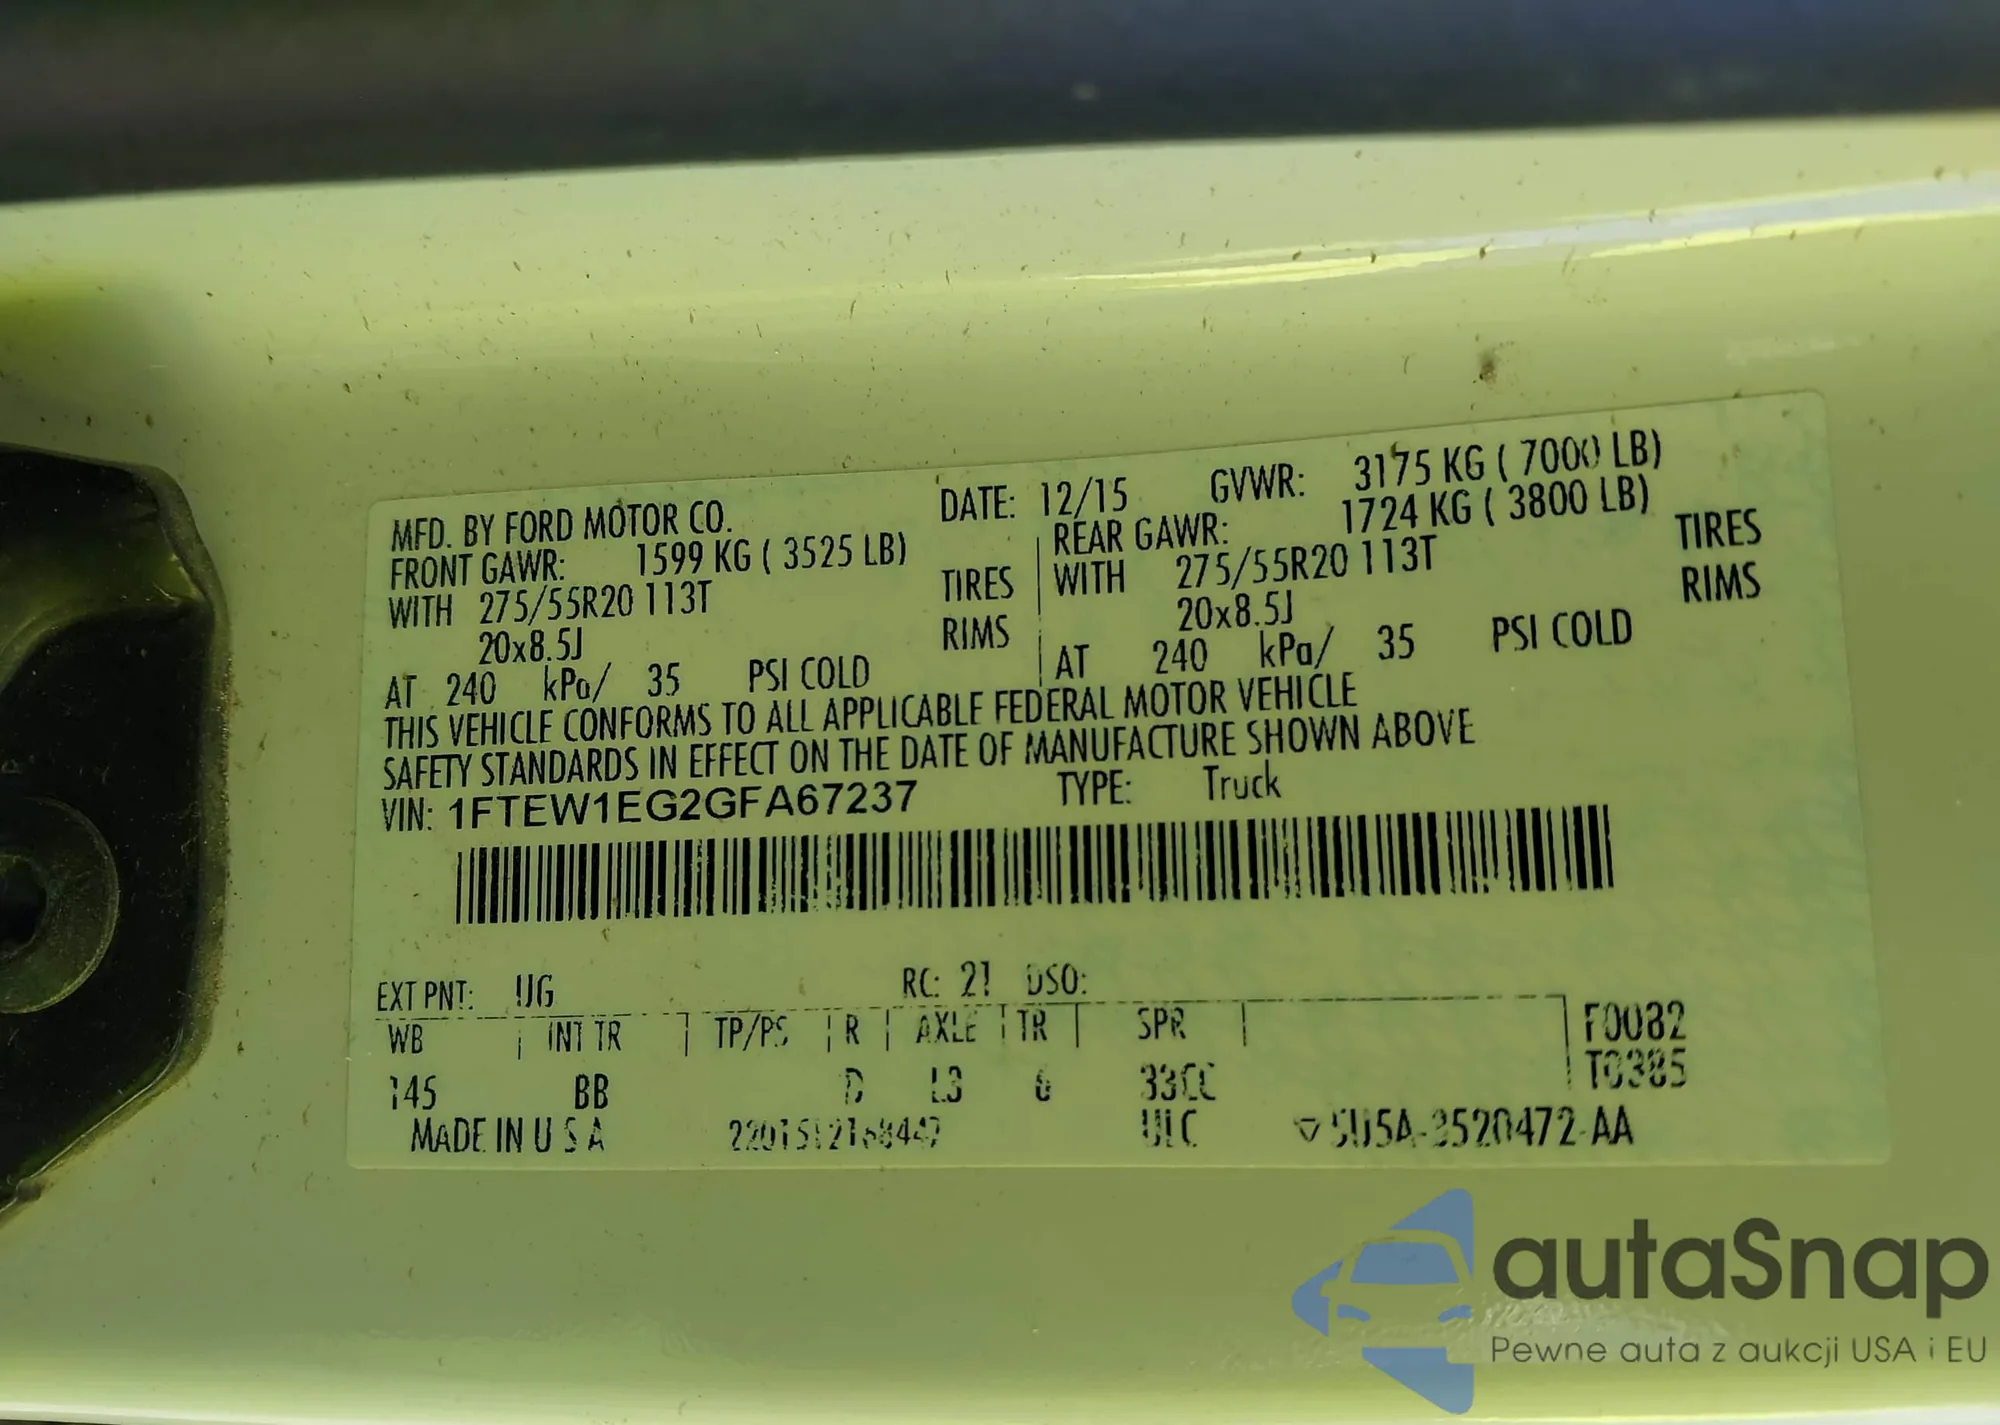 MFD. BY FORD MOTOR CO. DATE: 12/15 GVWR: 3175 KG ( 7000 LB)
FRONT GAWR: 1599 KG ( 3525 LB) REAR GAWR: 1724 KG ( 3800 LB)
WITH 275/55R20 113T TIRES WITH 275/55R20 113T TIRES
20x8.5J RIMS 20x8.5J RIMS
AT 240 kPa/ 35 PSI COLD AT 240 kPa/ 35 PSI COLD
THIS VEHICLE CONFORMS TO ALL APPLICABLE FEDERAL MOTOR VEHICLE
SAFETY STANDARDS IN EFFECT ON THE DATE OF MANUFACTURE SHOWN ABOVE
VIN: 1FTEW1EG2GFA67237 TYPE: Truck
EXT PNT: UG RC: 21 DSO:
WB INT TR TP/PS R AXLE TR SPR F0082
145 BB L3 6 33CC T0385
MADE IN U S A
autaSnap
Pewne auta z aukcji USA i EU